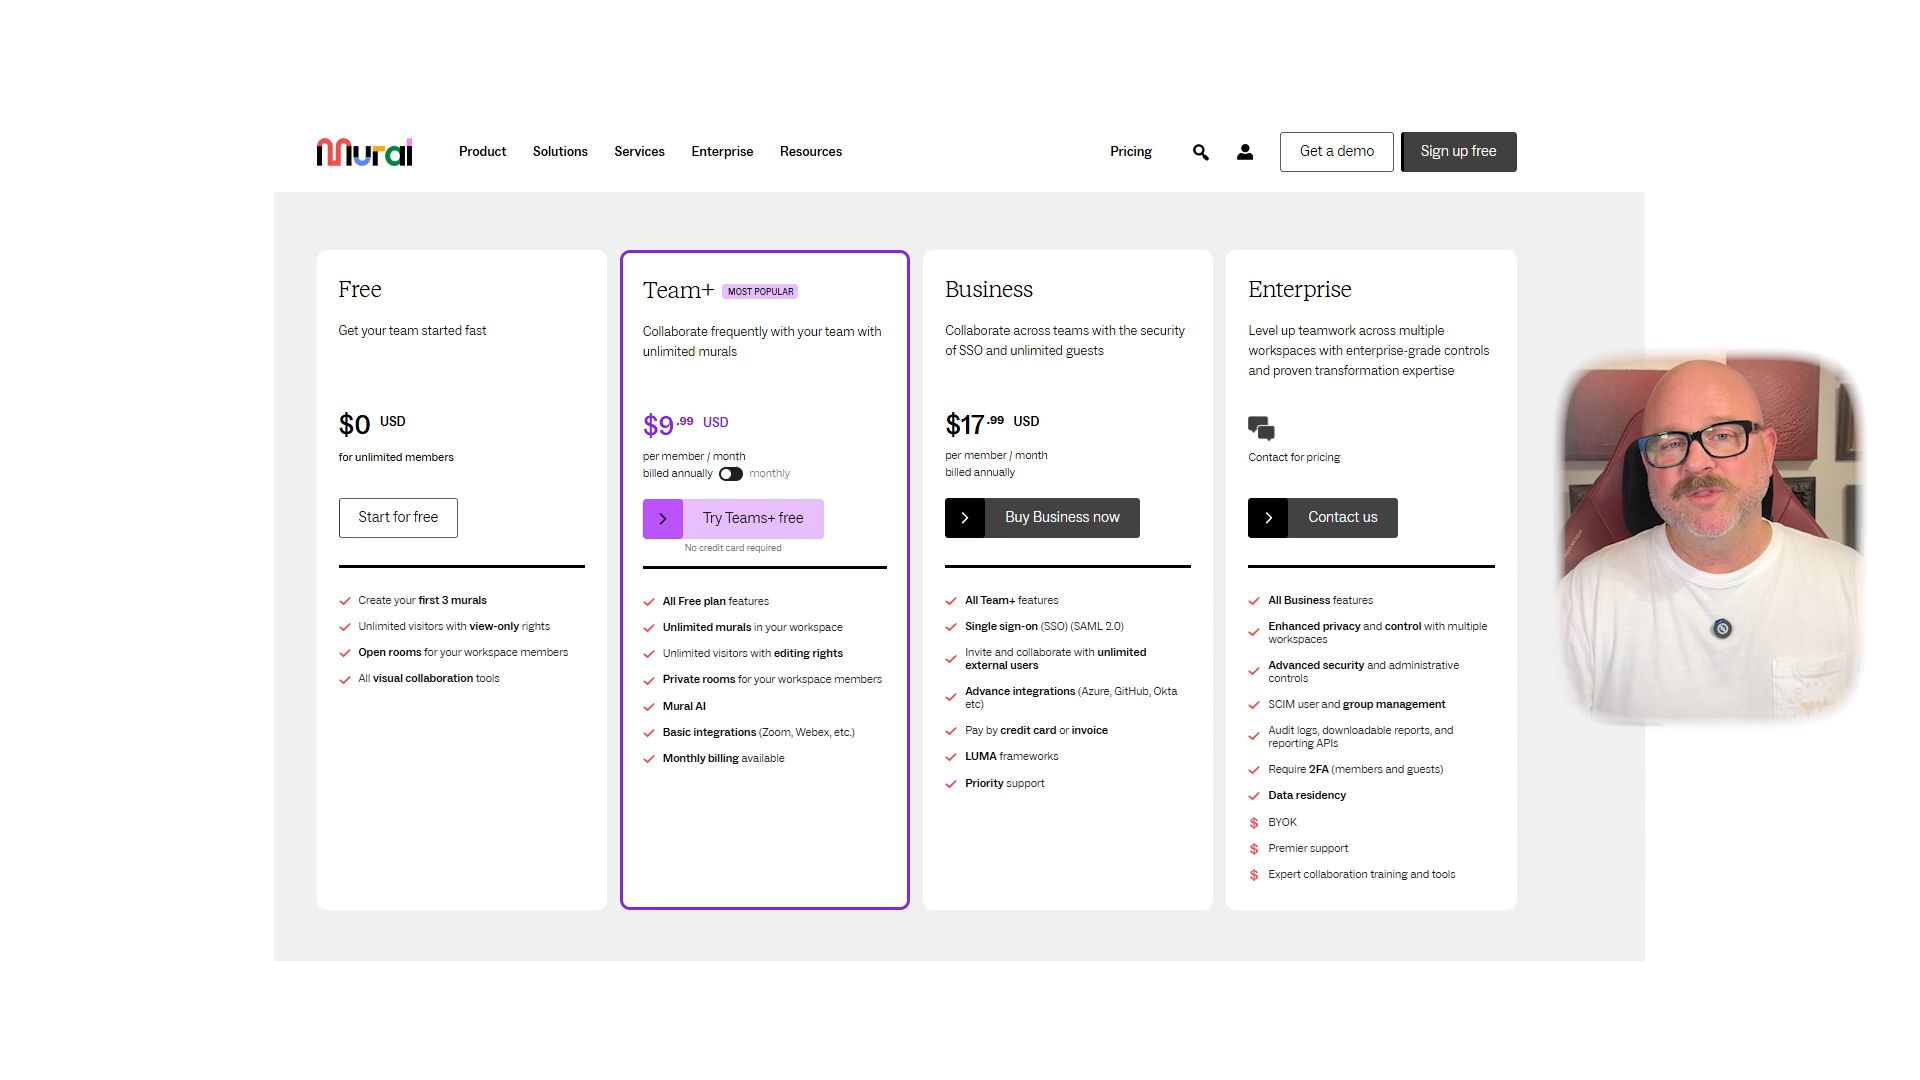 Mural
Product Solutions Services Enterprise Resources Pricing Get a demo Sign up free
Free
Get your team started fast
$0 USD
for unlimited members
Start for free
Create your first 3 murals
Unlimited visitors with view-only rights
Open rooms for your workspace members
All visual collaboration tools
Team+ MOST POPULAR
Collaborate frequently with your team with
unlimited murals
$9.99 USD
per member / month
billed annually monthly
Try Teams+ free
No credit card required
All Free plan features
Unlimited murals in your workspace
Unlimited visitors with editing rights
Private rooms for your workspace members
Mural AI
Basic integrations (Zoom, Webex, etc.)
Monthly billing available
Business
Collaborate across teams with the security
of SSO and unlimited guests
$17.99 USD
per member / month
billed annually
Buy Business now
All Team+ features
Single sign-on (SSO) (SAML 2.0)
Invite and collaborate with unlimited
external users
Advance integrations (Azure, GitHub, Okta
etc)
Pay by credit card or invoice
LUMA frameworks
Priority support
Enterprise
Level up teamwork across multiple
workspaces with enterprise-grade controls
and proven transformation expertise
Contact for pricing
Contact us
All Business features
Enhanced privacy and control with multiple
workspaces
Advanced security and administrative
controls
SCIM user and group management
Audit logs, downloadable reports, and
reporting APIs
Require 2FA (members and guests)
Data residency
$ BYOK
$ Premier support
$ Expert collaboration training and tools